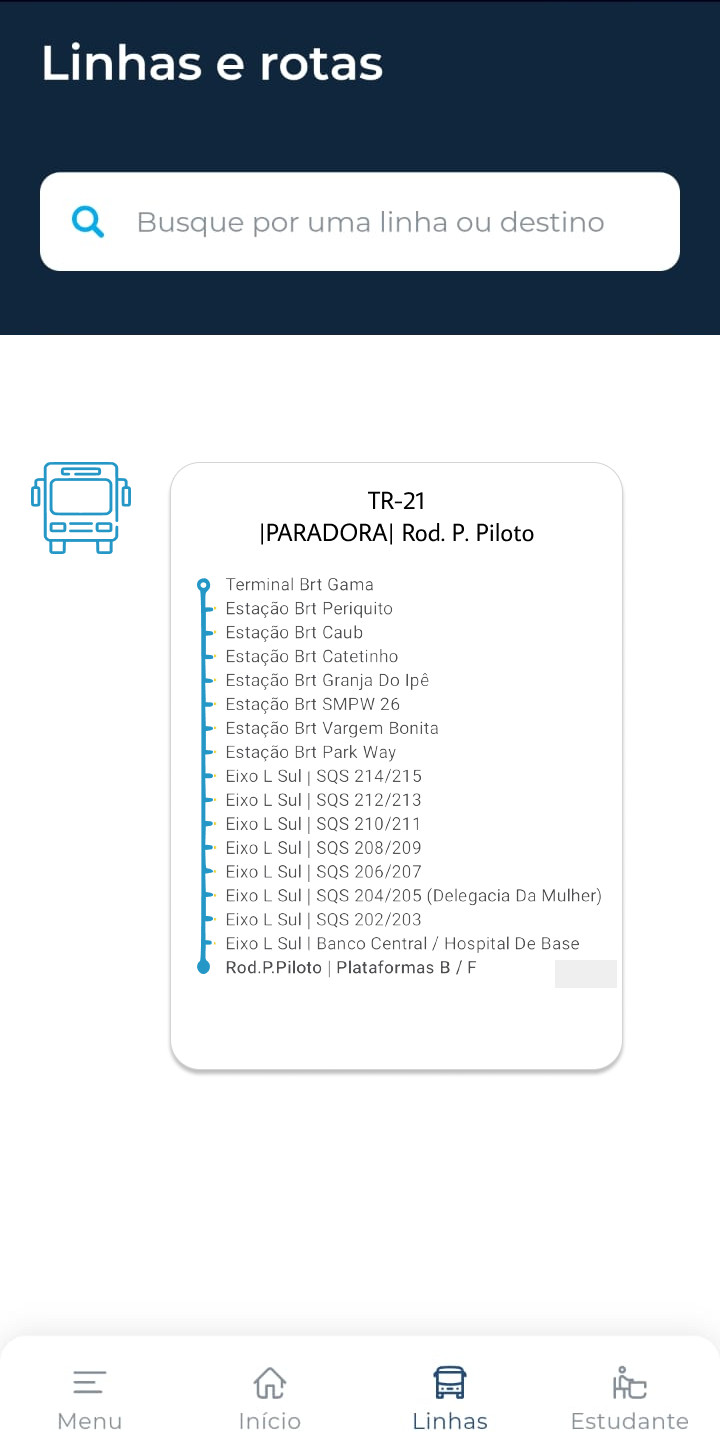 Linhas e rotas
Busque por uma linha ou destino
TR-21
|PARADORA| Rod. P. Piloto
Terminal Brt Gama
Estação Brt Periquito
Estação Brt Caub
Estação Brt Catetinho
Estação Brt Granja Do Ipê
Estação Brt SMPW 26
Estação Brt Vargem Bonita
Estação Brt Park Way
Eixo L Sul | SQS 214/215
Eixo L Sul | SQS 212/213
Eixo L Sul | SQS 210/211
Eixo L Sul | SQS 208/209
Eixo L Sul | SQS 206/207
Eixo L Sul | SQS 204/205 (Delegacia Da Mulher)
Eixo L Sul | SQS 202/203
Eixo L Sul | Banco Central / Hospital De Base
Rod.P.Piloto | Plataformas B / F
Menu Início Linhas Estudante